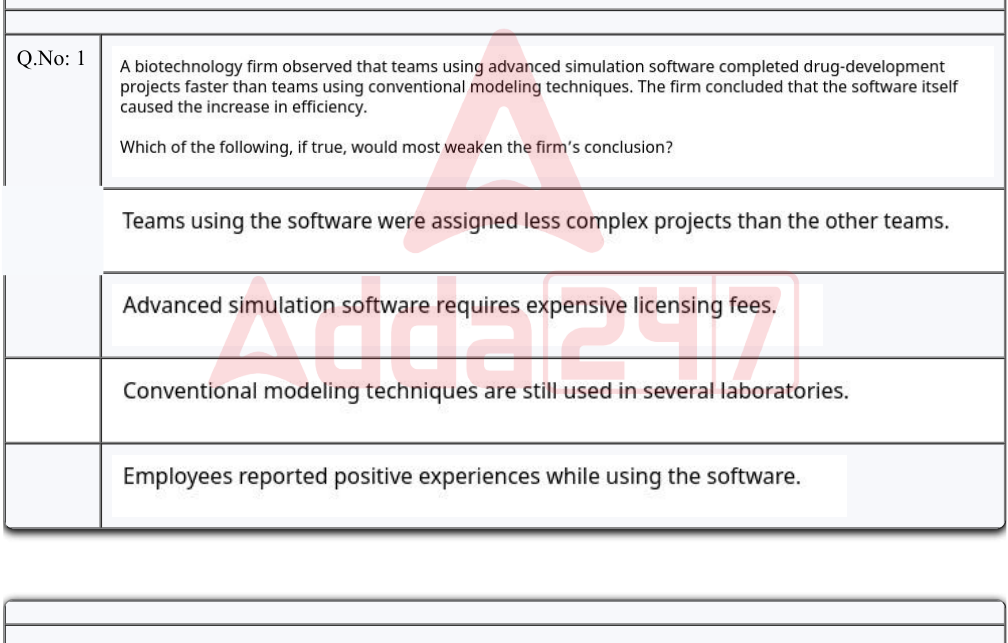 Q.No: 1
A biotechnology firm observed that teams using advanced simulation software completed drug-development
projects faster than teams using conventional modeling techniques. The firm concluded that the software itself
caused the increase in efficiency.
Which of the following, if true, would most weaken the firm's conclusion?
Teams using the software were assigned less complex projects than the other teams.
Advanced simulation software requires expensive licensing fees.
Adda247
Conventional modeling techniques are still used in several laboratories.
Employees reported positive experiences while using the software.